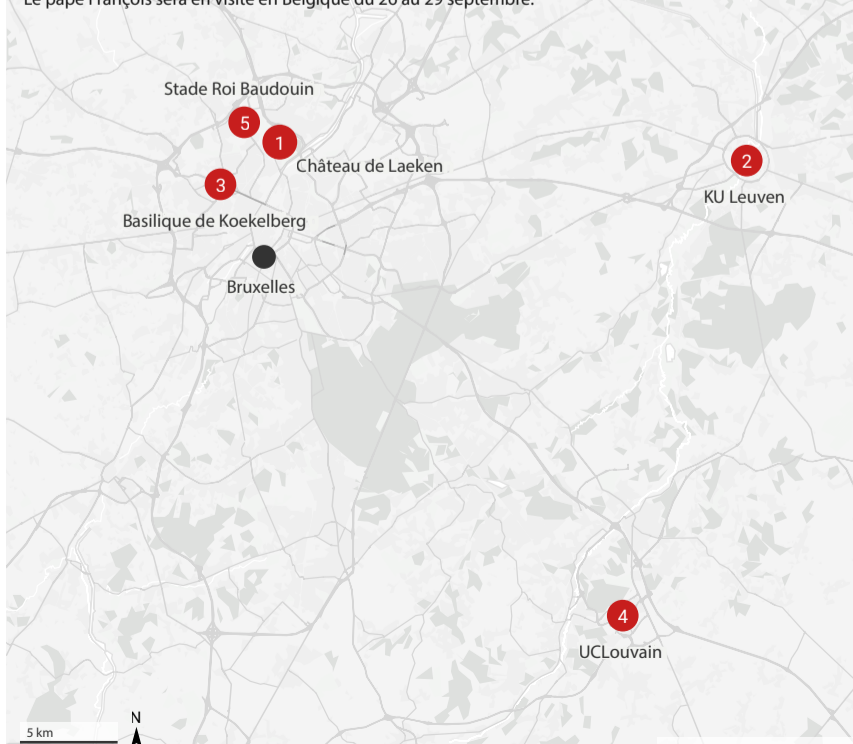 Le pape François sera en visite en Belgique du 26 au 29 septembre.
Stade Roi Baudouin
5
1
Château de Laeken
2
3
KU Leuven
Basilique de Koekelberg
Bruxelles
4
UCLouvain
N
5 km